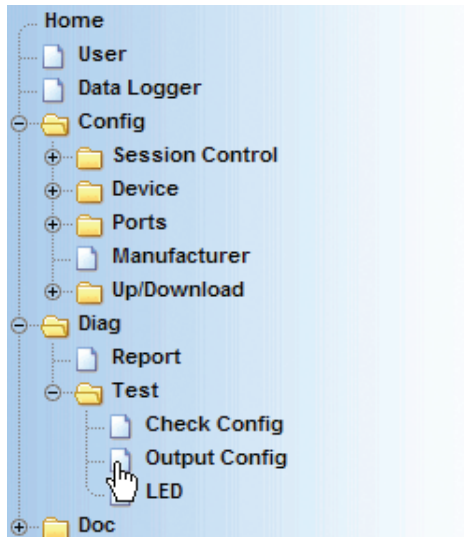 Home
User
Data Logger
Config
Session Control
Device
Ports
Manufacturer
Up/Download
Diag
Report
Test
Check Config
Output Config
LED
Doc